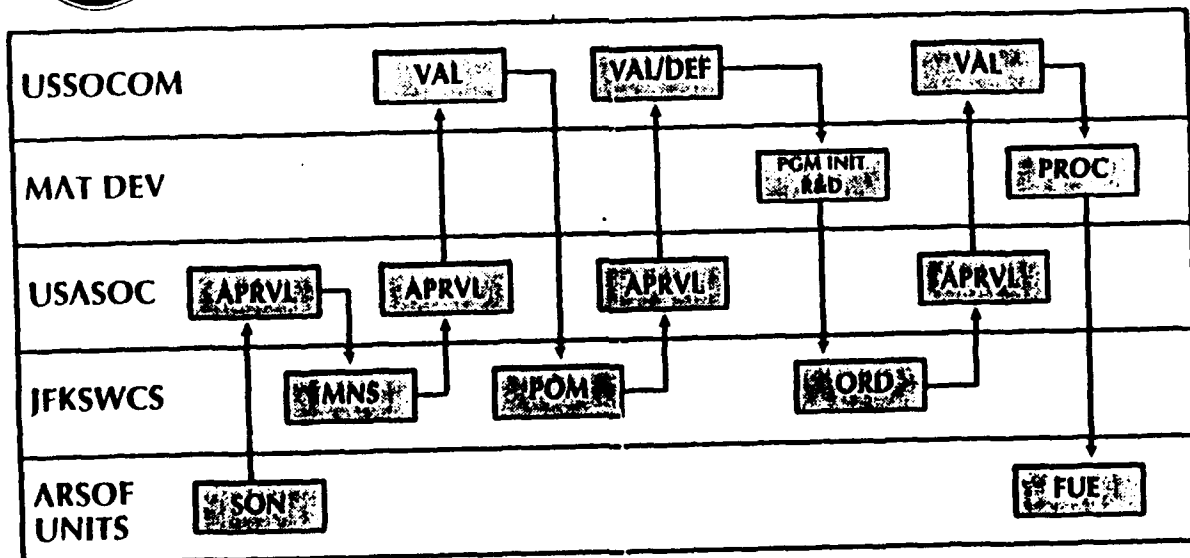 USSOCOM
VAL
VAL/DEF
VAL
MAT DEV
PGM INIT
R&D
PROC
USASOC
APRVL
APRVL
APRVL
APRVL
JFKSWCS
MNS
POM
ORD
ARSOF
UNITS
SON
FUE